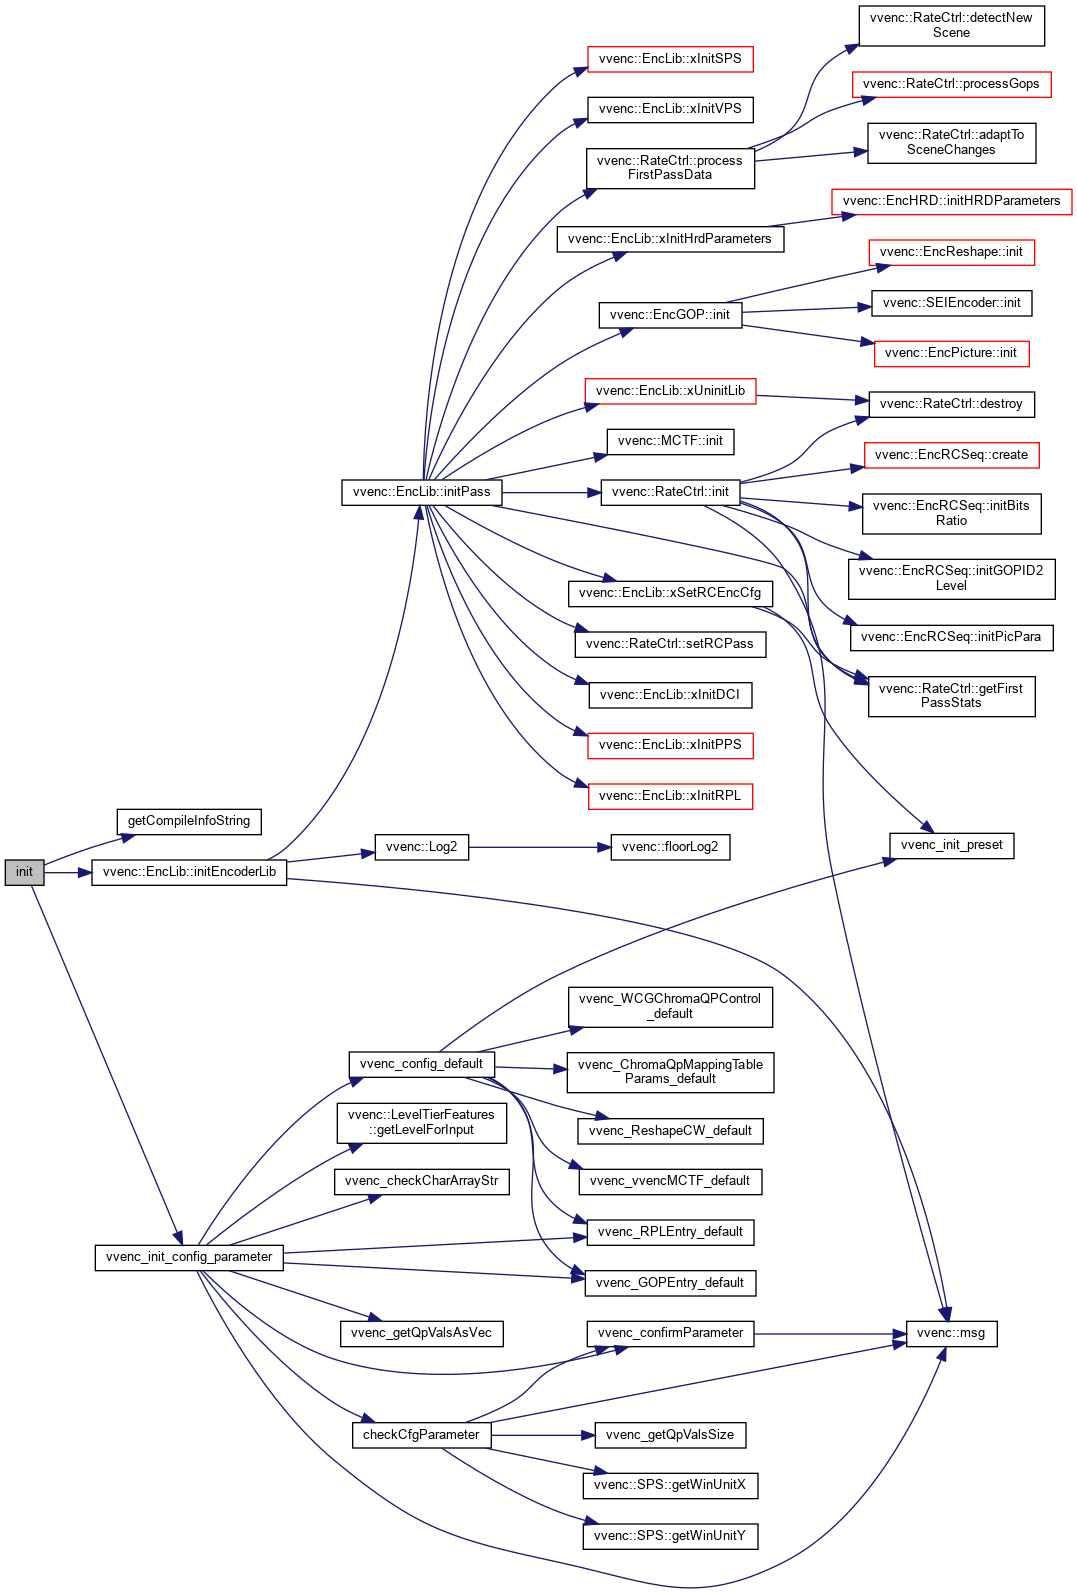 vvenc::RateCtrl::detectNew
Scene
vvenc::EncLib::xInitSPS
vvenc::RateCtrl::processGops
vvenc::EncLib::xInitVPS
vvenc::RateCtrl::adaptTo
SceneChanges
vvenc::RateCtrl::process
FirstPassData
vvenc::EncHRD::initHRDParameters
vvenc::EncLib::xInitHrdParameters
vvenc::EncReshape::init
vvenc::EncGOP::init
vvenc::SEIEncoder::init
vvenc::EncPicture::init
vvenc::EncLib::xUninitLib
vvenc::RateCtrl::destroy
vvenc::MCTF::init
vvenc::EncRCSeq::create
vvenc::EncLib::initPass
vvenc::RateCtrl::init
vvenc::EncRCSeq::initBits
Ratio
vvenc::EncRCSeq::initGOPID2
Level
vvenc::EncLib::xSetRCEncCfg
vvenc::EncRCSeq::initPicPara
vvenc::RateCtrl::setRCPass
vvenc::RateCtrl::getFirst
PassStats
vvenc::EncLib::xInitDCI
vvenc::EncLib::xInitPPS
vvenc::EncLib::xInitRPL
getCompileInfoString
vvenc::Log2
vvenc::floorLog2
vvenc_init_preset
init
vvenc::EncLib::initEncoderLib
vvenc_WCGChromaQPControl
_default
vvenc_config_default
vvenc_ChromaQpMappingTable
Params_default
vvenc::LevelTierFeatures
::getLevelForInput
vvenc_ReshapeCW_default
vvenc_checkCharArrayStr
vvenc_vvencMCTF_default
vvenc_RPLEntry_default
vvenc_init_config_parameter
vvenc_GOPEntry_default
vvenc_getQpValsAsVec
vvenc_confirmParameter
vvenc::msg
checkCfgParameter
vvenc_getQpValsSize
vvenc::SPS::getWinUnitX
vvenc::SPS::getWinUnitY